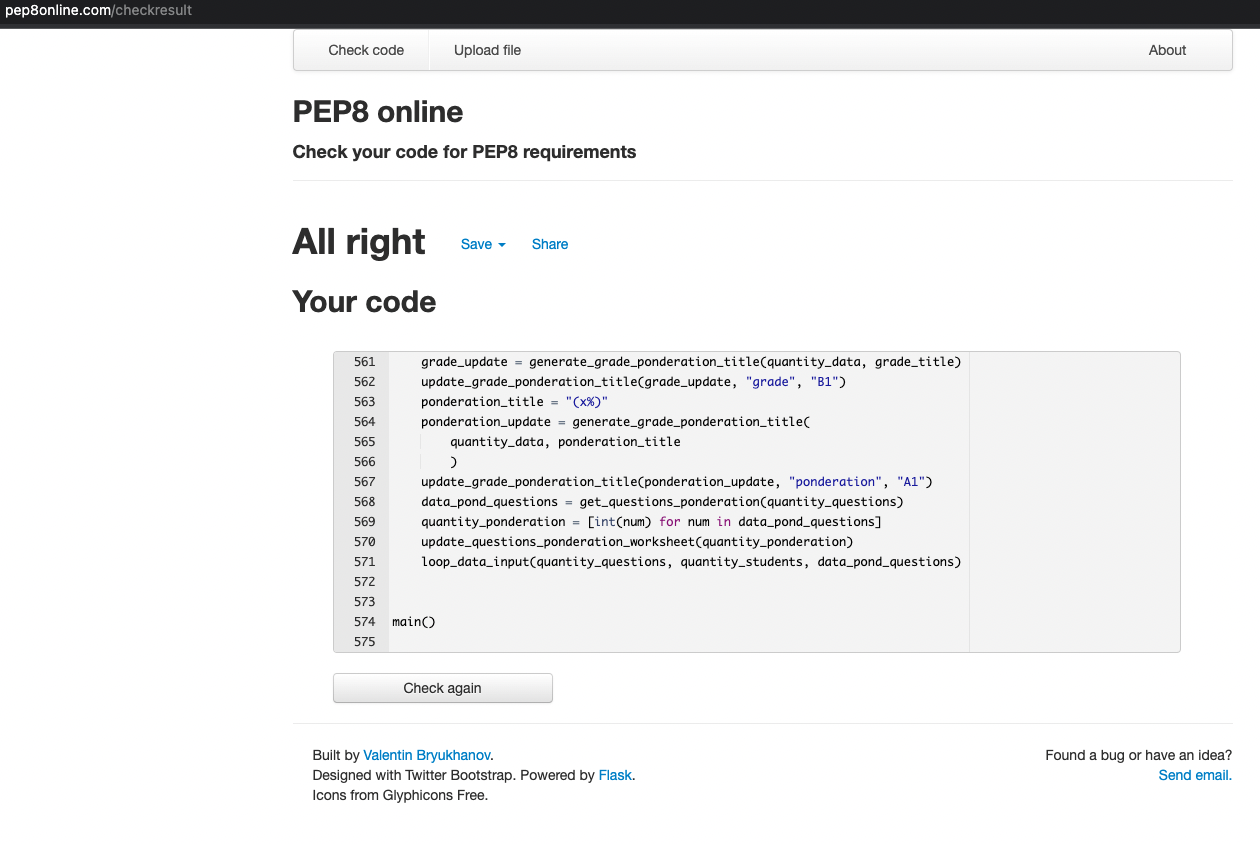 pep8online.com/checkresult
Check code Upload file About
PEP8 online
Check your code for PEP8 requirements
All right Save Share
Your code
561 grade_update = generate_grade_ponderation_title(quantity_data, grade_title)
562 update_grade_ponderation_title(grade_update, "grade", "B1")
563 ponderation_title = "(x%)"
564 ponderation_update = generate_grade_ponderation_title(
565 quantity_data, ponderation_title
566 )
567 update_grade_ponderation_title(ponderation_update, "ponderation", "A1")
568 data_pond_questions = get_questions_ponderation(quantity_questions)
569 quantity_ponderation = [int(num) for num in data_pond_questions]
570 update_questions_ponderation_worksheet(quantity_ponderation)
571 loop_data_input(quantity_questions, quantity_students, data_pond_questions)
572
573
574 main()
575
Check again
Built by Valentin Bryukhanov. Found a bug or have an idea?
Designed with Twitter Bootstrap. Powered by Flask. Send email.
Icons from Glyphicons Free.